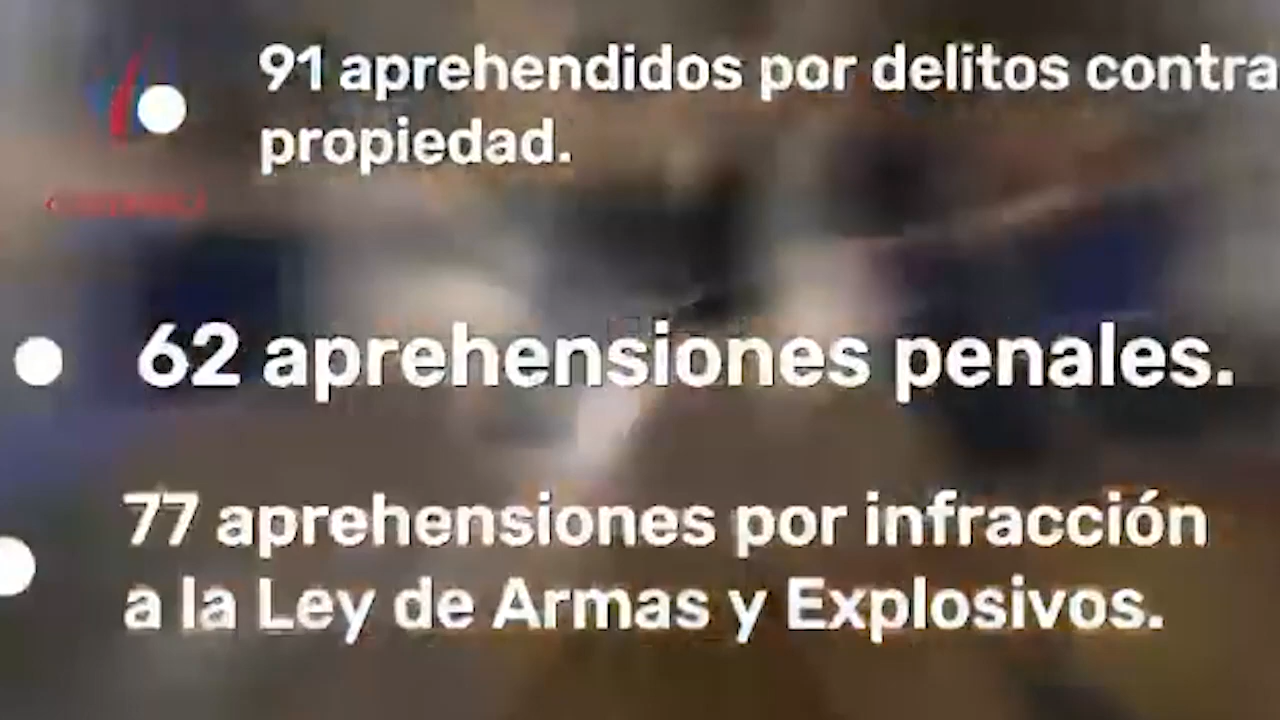 91 aprehendidos por delitos contra
propiedad.
62 aprehensiones penales.
77 aprehensiones por infracción
a la Ley de Armas y Explosivos.